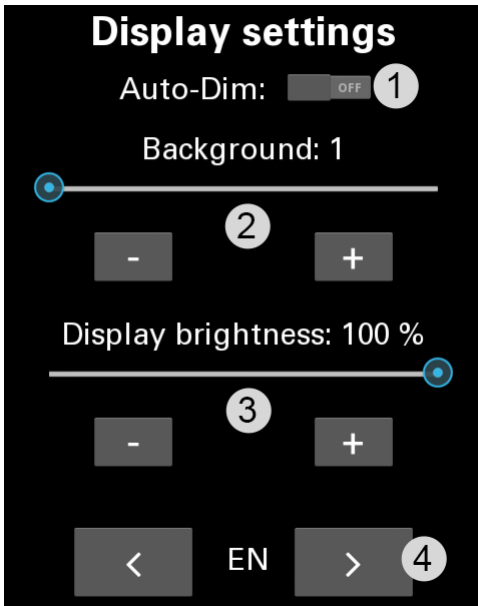 Display settings
Auto-Dim: OFF 1
Background: 1
2
- +
Display brightness: 100 %
3
- +
< EN > 4